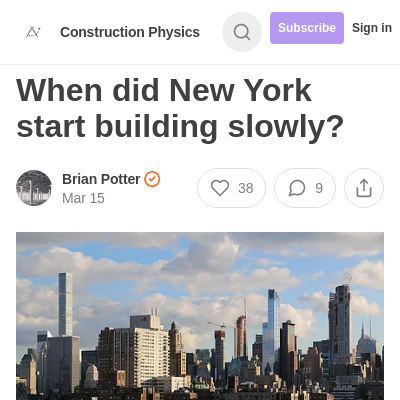 Construction Physics
Subscribe
Sign in
When did New York
start building slowly?
Brian Potter
Mar 15
38
9